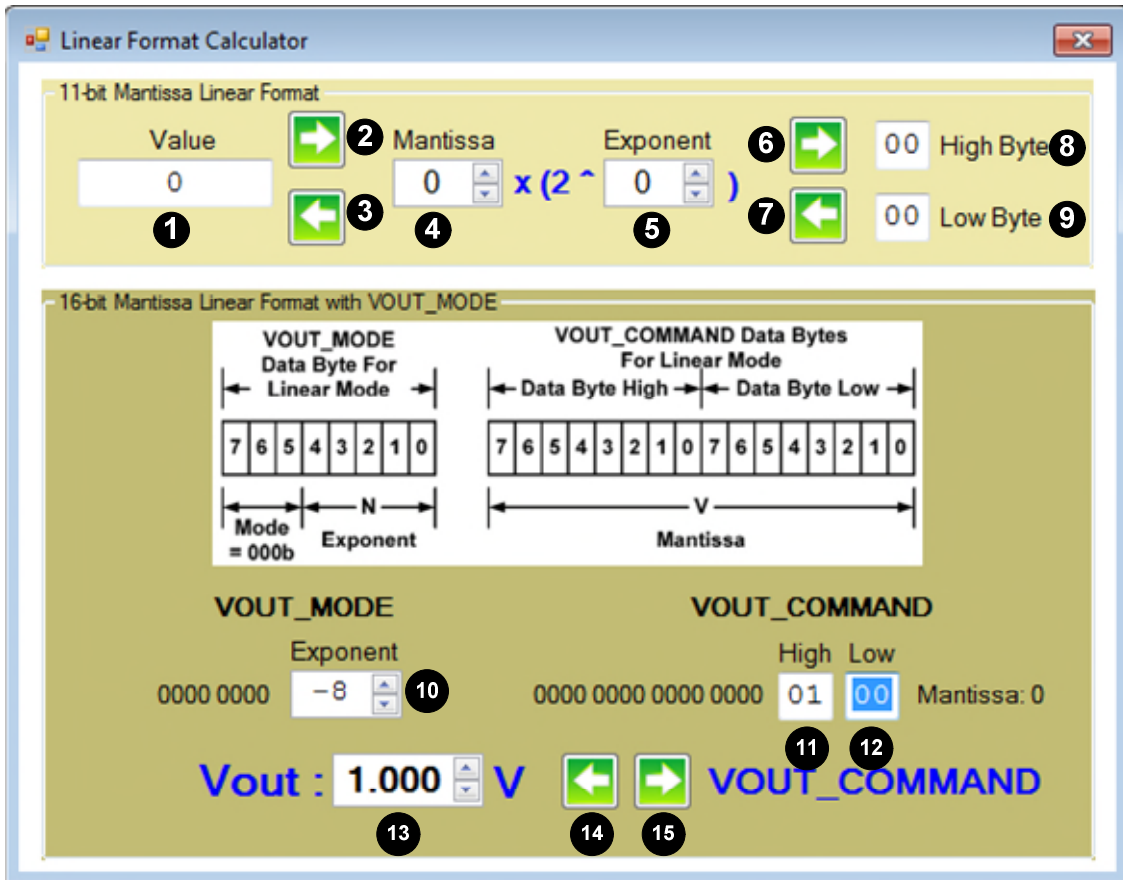 Linear Format Calculator
11-bit Mantissa Linear Format
Value
2
Mantissa
Exponent
6
00
High Byte
8
0
0
x (2 ^
0
)
3
7
00
Low Byte
9
1
4
5
16-bit Mantissa Linear Format with VOUT_MODE
VOUT_MODE
Data Byte For
Linear Mode
VOUT_COMMAND Data Bytes
For Linear Mode
Data Byte High
Data Byte Low
7 6 5 4 3 2 1 0
7 6 5 4 3 2 1 0 7 6 5 4 3 2 1 0
N
Mode
= 000b
Exponent
V
Mantissa
VOUT_MODE
VOUT_COMMAND
Exponent
High Low
0000 0000
-8
10
0000 0000 0000 0000
01
00
Mantissa: 0
11
12
Vout :
1.000
V
VOUT_COMMAND
13
14
15